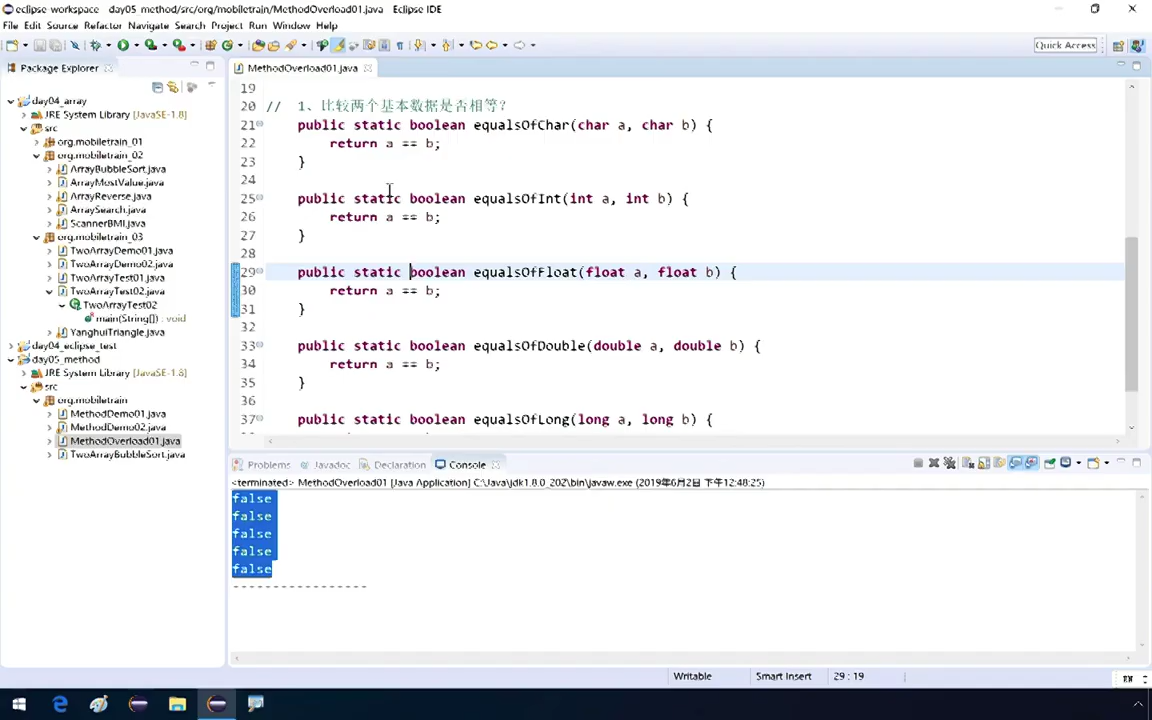 eclipse-workspace - day05_method/src/org/mobiletrain/MethodOverload01.java - Eclipse IDE
File Edit Source Refactor Navigate Search Project Run Window Help
Quick Access
Package Explorer
MethodOverload01.java
day04_array
JRE System Library [JavaSE-1.8]
src
org.mobiletrain_01
org.mobiletrain_02
ArrayBubbleSort.java
ArrayMostValue.java
ArrayReverse.java
ArraySearch.java
ScannerBMI.java
org.mobiletrain_03
TwoArrayDemo01.java
TwoArrayDemo02.java
TwoArrayTest01.java
TwoArrayTest02.java
TwoArrayTest02
main(String[]) : void
YanghuiTriangle.java
day04_eclipse_test
day05_method
JRE System Library [JavaSE-1.8]
src
org.mobiletrain
MethodDemo01.java
MethodDemo02.java
MethodOverload01.java
TwoArrayBubbleSort.java
19
20 // 1、比较两个基本数据是否相等?
21 public static boolean equalsOfChar(char a, char b) {
22 return a == b;
23 }
24
25 public static boolean equalsOfInt(int a, int b) {
26 return a == b;
27 }
28
29 public static boolean equalsOfFloat(float a, float b) {
30 return a == b;
31 }
32
33 public static boolean equalsOfDouble(double a, double b) {
34 return a == b;
35 }
36
37 public static boolean equalsOfLong(long a, long b) {
Problems Javadoc Declaration Console
<terminated> MethodOverload01 [Java Application] C:\Java\jdk1.8.0_202\bin\javaw.exe (2019年6月2日 下午12:48:25)
false
false
false
false
false
-----------------
Writable Smart Insert 29 : 19